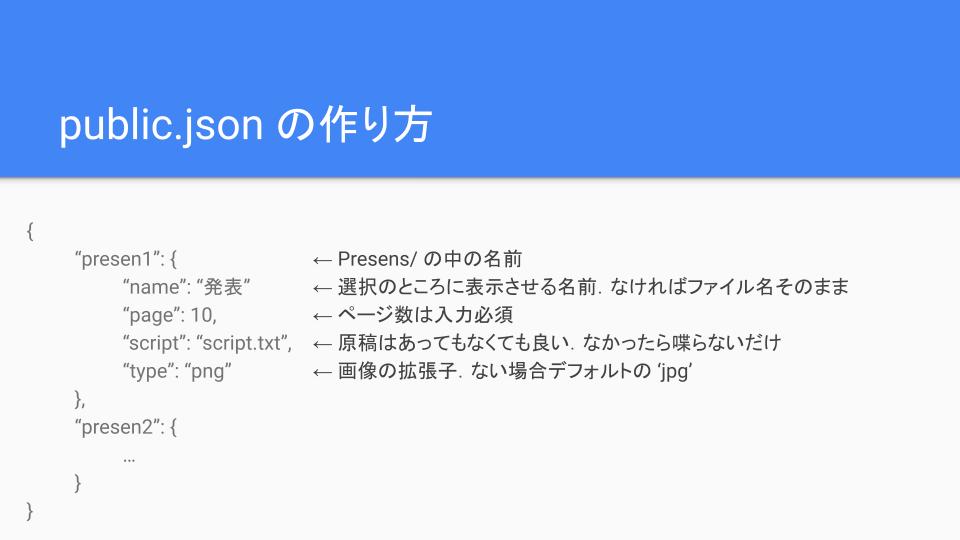 public.json の作り方
{
“presen1”: { ← Presens/ の中の名前
“name”: “発表” ← 選択のところに表示させる名前．なければファイル名そのまま
“page”: 10, ← ページ数は入力必須
“script”: “script.txt”, ← 原稿はあってもなくても良い．なかったら喋らないだけ
“type”: “png” ← 画像の拡張子．ない場合デフォルトの ‘jpg’
},
“presen2”: {
…
}
}